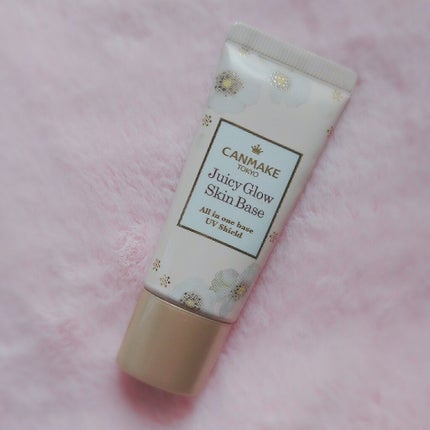 CANMAKE
TOKYO
Juicy Glow
Skin Base
All in one base
UV Shield